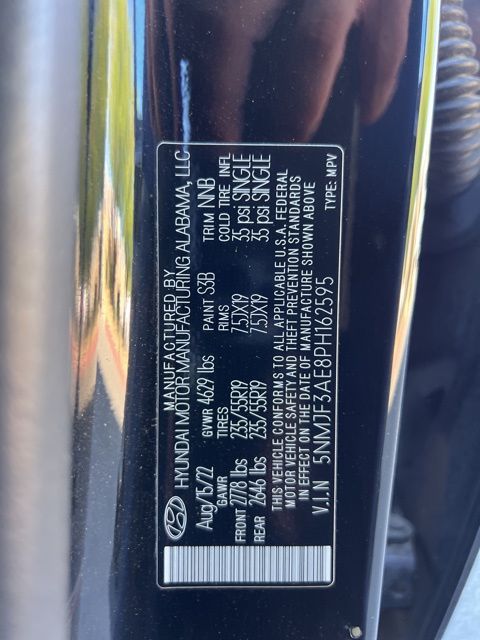 MANUFACTURED BY
HYUNDAI MOTOR MANUFACTURING ALABAMA, LLC
Aug/15/22 GVWR 4629 lbs PAINT S3B TRIM NNB
GAWR RIMS COLD TIRE INFL
FRONT 2778 lbs 235/55R19 7.5JX19 35 psi SINGLE
REAR 2646 lbs 235/55R19 7.5JX19 35 psi SINGLE
THIS VEHICLE CONFORMS TO ALL APPLICABLE U.S.A. FEDERAL
MOTOR VEHICLE SAFETY AND THEFT PREVENTION STANDARDS
IN EFFECT ON THE DATE OF MANUFACTURE SHOWN ABOVE
V.I.N 5NMJF3AE8PH162595 TYPE: MPV